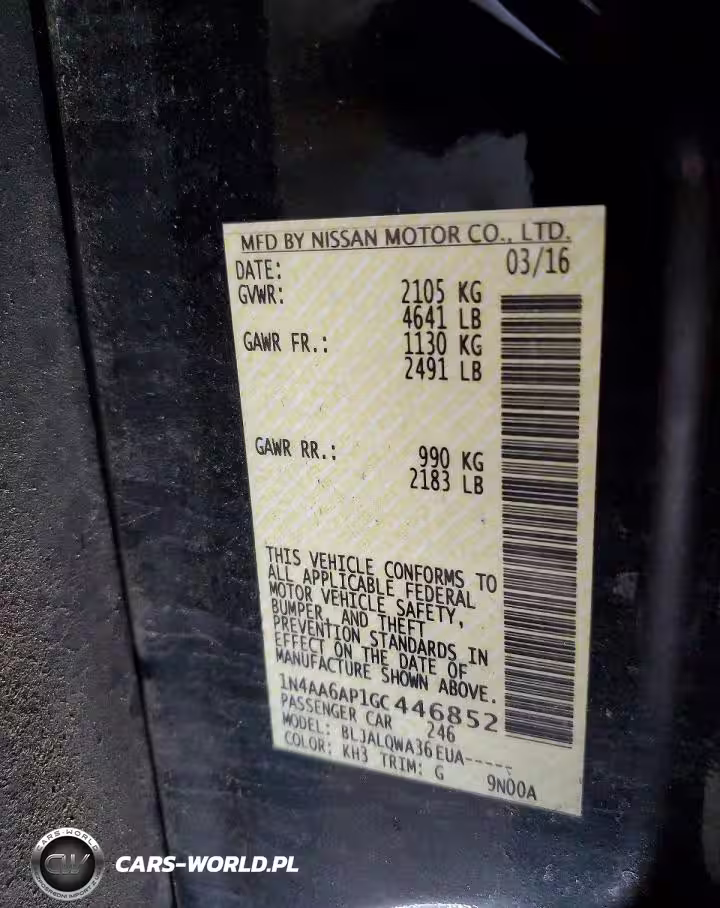 MFD BY NISSAN MOTOR CO., LTD.
DATE: 03/16
GVWR: 2105 KG
4641 LB
GAWR FR.: 1130 KG
2491 LB
GAWR RR.: 990 KG
2183 LB
THIS VEHICLE CONFORMS TO
ALL APPLICABLE FEDERAL
MOTOR VEHICLE SAFETY,
BUMPER, AND THEFT
PREVENTION STANDARDS IN
EFFECT ON THE DATE OF
MANUFACTURE SHOWN ABOVE.
1N4AA6AP1GC446852
PASSENGER CAR 246
MODEL: BLJALQWA36EUA-----
COLOR: KH3 TRIM: G 9N00A
CARS-WORLD
CW
CARS-WORLD.PL